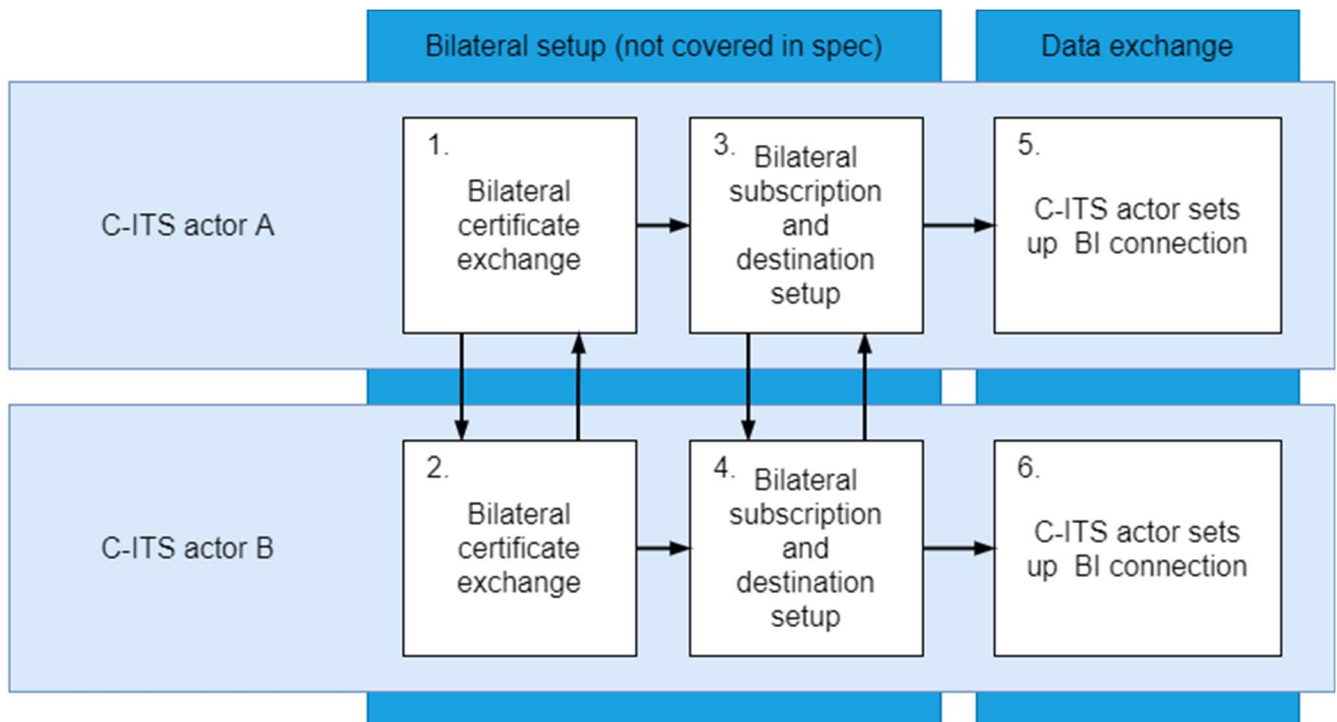 Bilateral setup (not covered in spec)
Data exchange
C-ITS actor A
1.
Bilateral
certificate
exchange
3.
Bilateral
subscription
and
destination
setup
5.
C-ITS actor sets
up BI connection
C-ITS actor B
2.
Bilateral
certificate
exchange
4.
Bilateral
subscription
and
destination
setup
6.
C-ITS actor sets
up BI connection